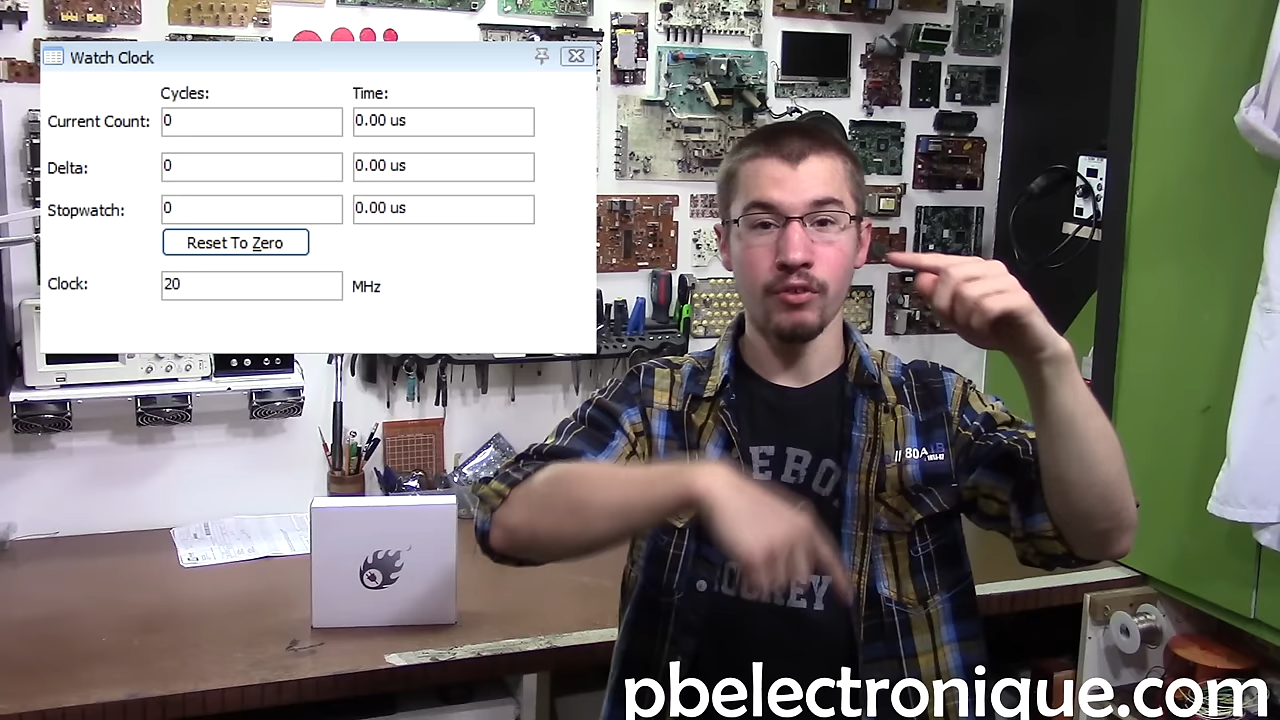 Watch Clock
Cycles: Time:
Current Count: 0 0.00 us
Delta: 0 0.00 us
Stopwatch: 0 0.00 us
Reset To Zero
Clock: 20 MHz
// 80A
pbelectronique.com